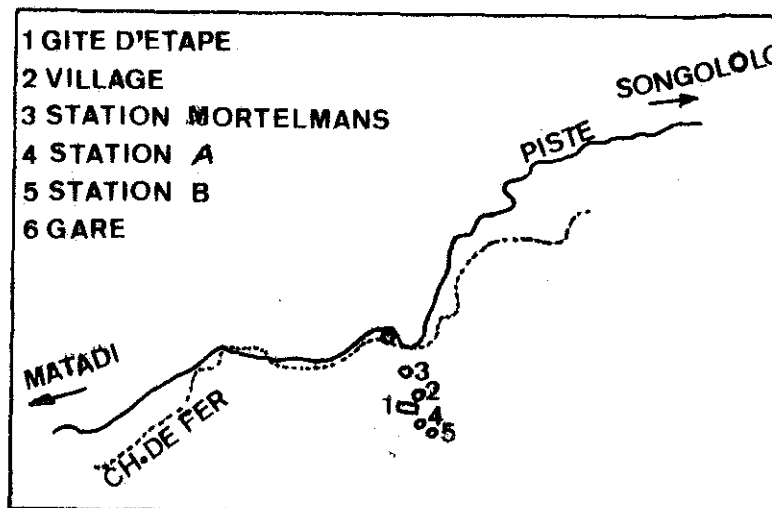 1 GITE D'ETAPE
2 VILLAGE
3 STATION MORTELMANS
4 STATION A
5 STATION B
6 GARE
SONGOLOLO
PISTE
MATADI
CH. DE FER
3
2
1
4
5